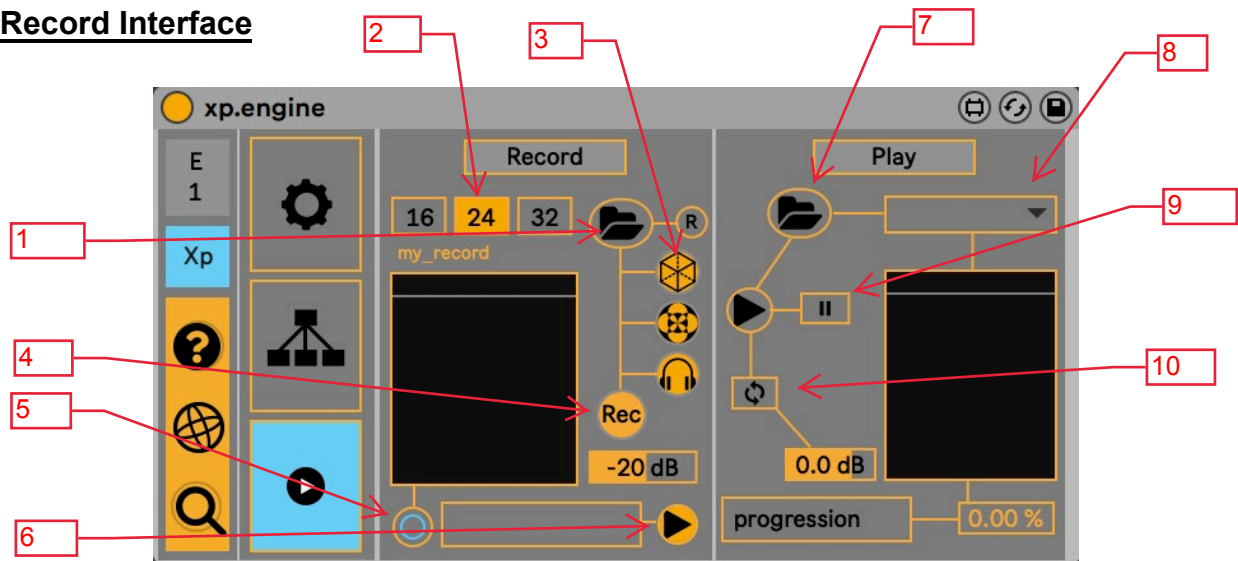 Record Interface
2
3
7
8
xp.engine
E
1
Record
Play
16
24
32
R
9
1
my_record
Xp
4
10
5
Rec
-20 dB
0.0 dB
6
progression
0.00 %